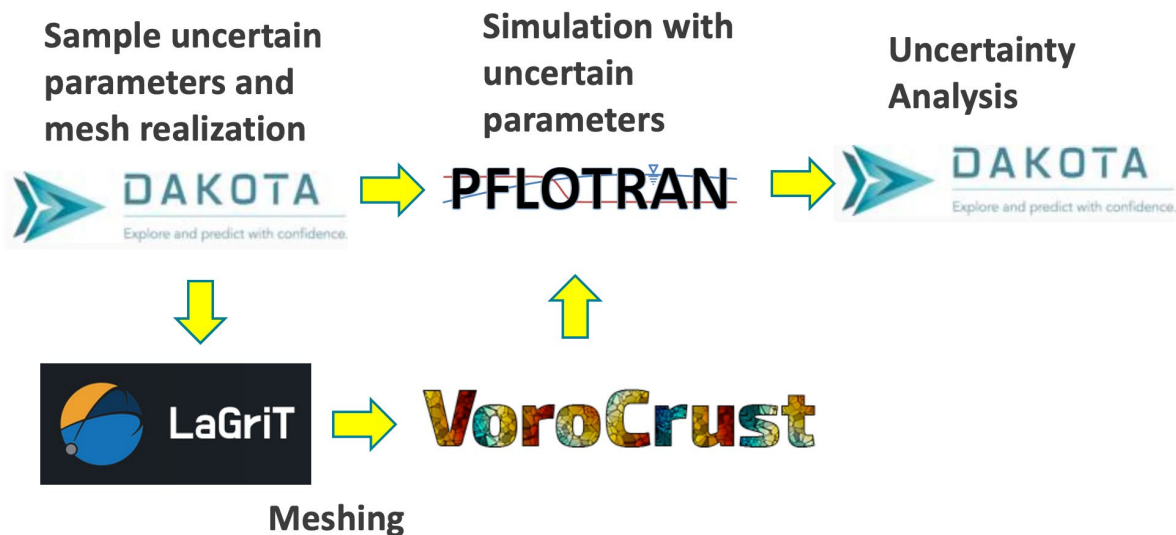 Sample uncertain
parameters and
mesh realization
Simulation with
uncertain
parameters
Uncertainty
Analysis
DAKOTA
Explore and predict with confidence.
PFLOTRAN
DAKOTA
Explore and predict with confidence.
LaGriT
VoroCrust
Meshing